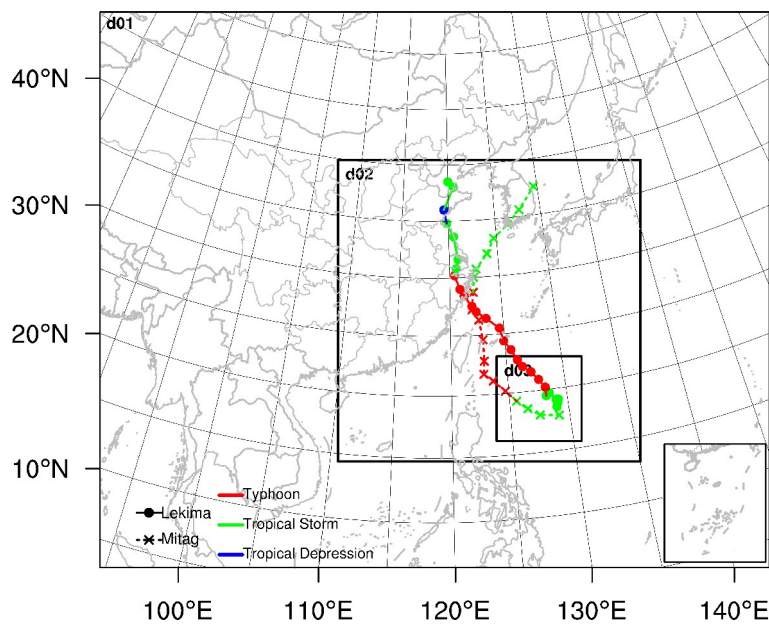 d01
40°N
d02
30°N
20°N
d03
10°N
Typhoon
Lekima
Tropical Storm
Mitag
Tropical Depression
100°E 110°E 120°E 130°E 140°E